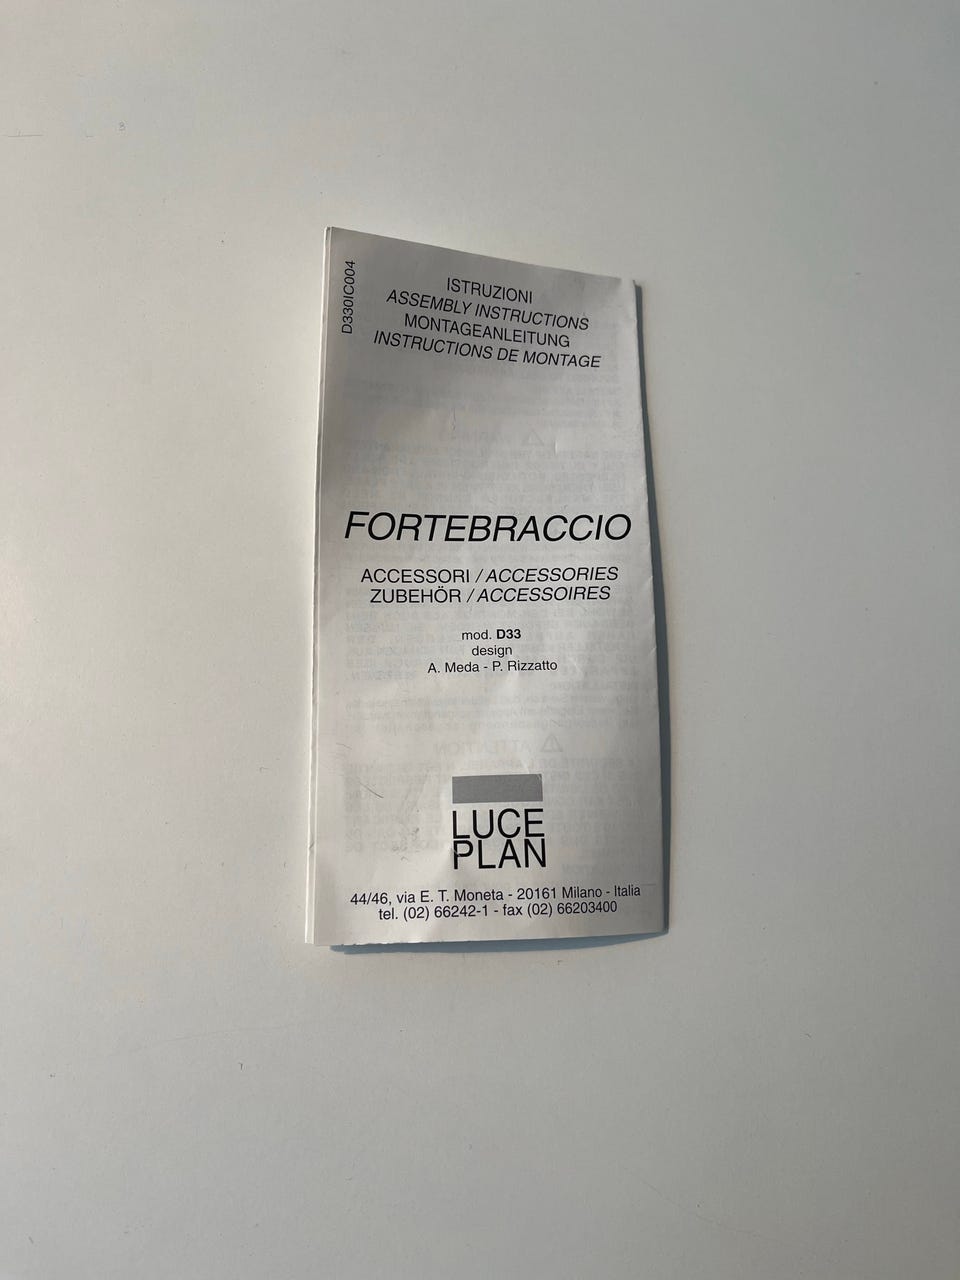 D330IC004
ISTRUZIONI
ASSEMBLY INSTRUCTIONS
MONTAGEANLEITUNG
INSTRUCTIONS DE MONTAGE
FORTEBRACCIO
ACCESSORI / ACCESSORIES
ZUBEHÖR / ACCESSOIRES
mod. D33
design
A. Meda - P. Rizzatto
LUCE
PLAN
44/46, via E. T. Moneta - 20161 Milano - Italia
tel. (02) 66242-1 - fax (02) 66203400